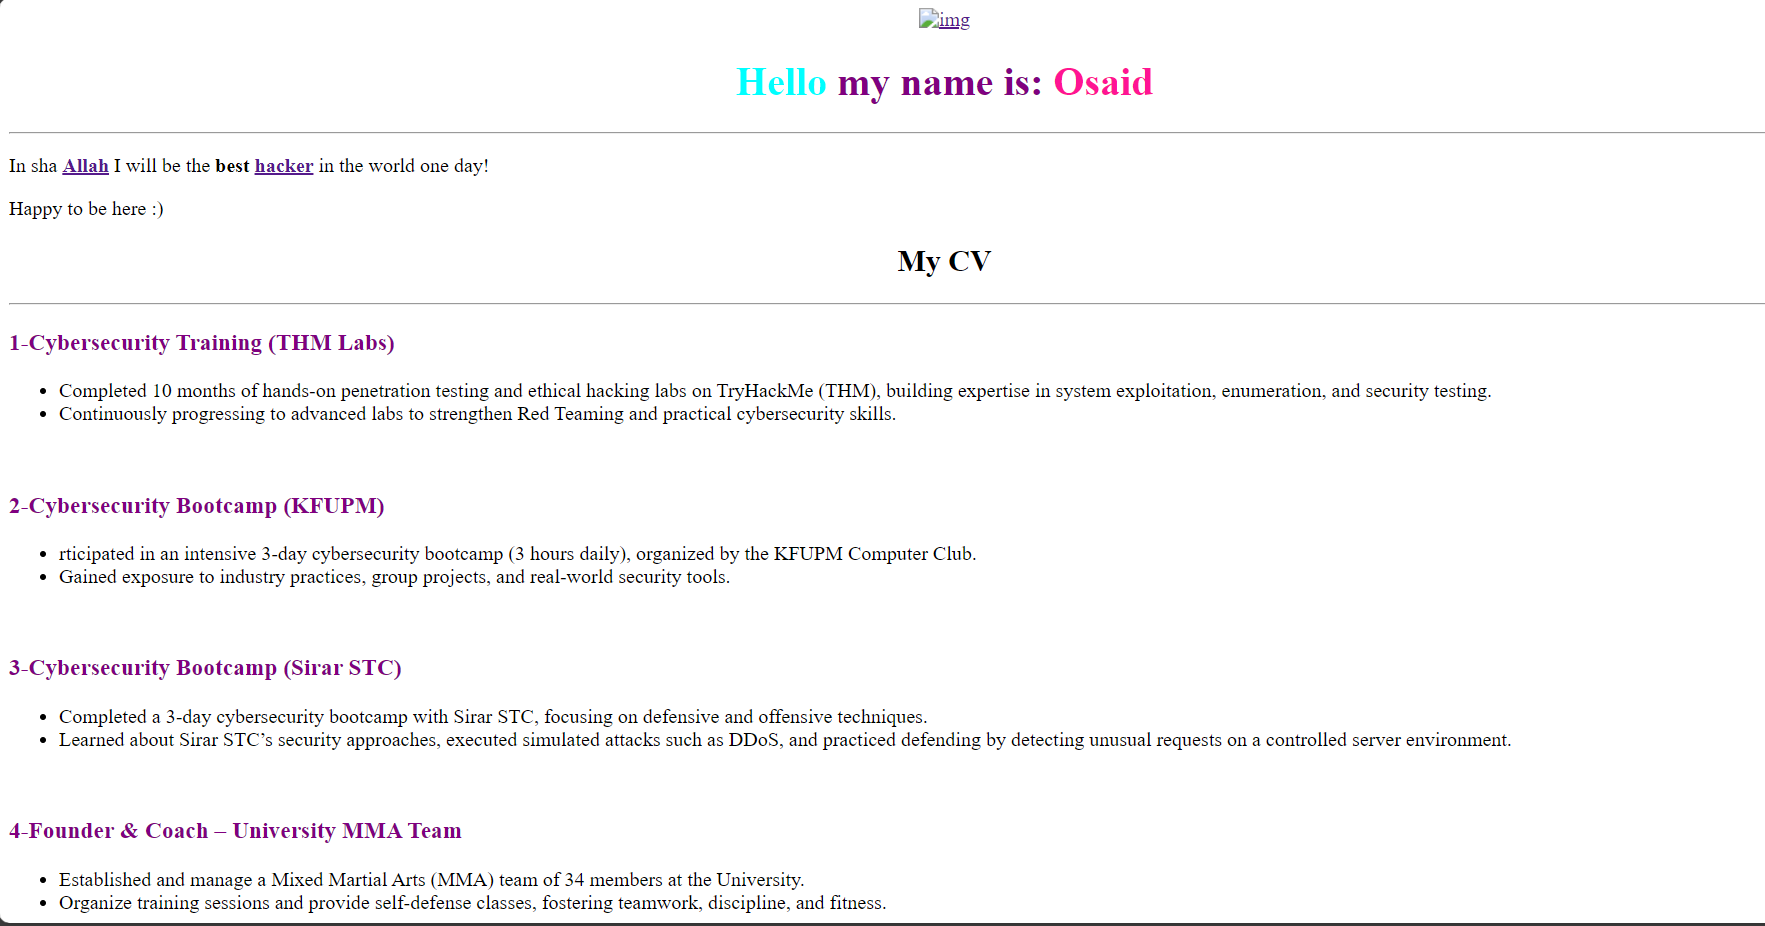 img
Hello my name is: Osaid
In sha Allah I will be the best hacker in the world one day!
Happy to be here :)
My CV
1-Cybersecurity Training (THM Labs)
• Completed 10 months of hands-on penetration testing and ethical hacking labs on TryHackMe (THM), building expertise in system exploitation, enumeration, and security testing.
• Continuously progressing to advanced labs to strengthen Red Teaming and practical cybersecurity skills.
2-Cybersecurity Bootcamp (KFUPM)
• rticipated in an intensive 3-day cybersecurity bootcamp (3 hours daily), organized by the KFUPM Computer Club.
• Gained exposure to industry practices, group projects, and real-world security tools.
3-Cybersecurity Bootcamp (Sirar STC)
• Completed a 3-day cybersecurity bootcamp with Sirar STC, focusing on defensive and offensive techniques.
• Learned about Sirar STC’s security approaches, executed simulated attacks such as DDoS, and practiced defending by detecting unusual requests on a controlled server environment.
4-Founder & Coach – University MMA Team
• Established and manage a Mixed Martial Arts (MMA) team of 34 members at the University.
• Organize training sessions and provide self-defense classes, fostering teamwork, discipline, and fitness.